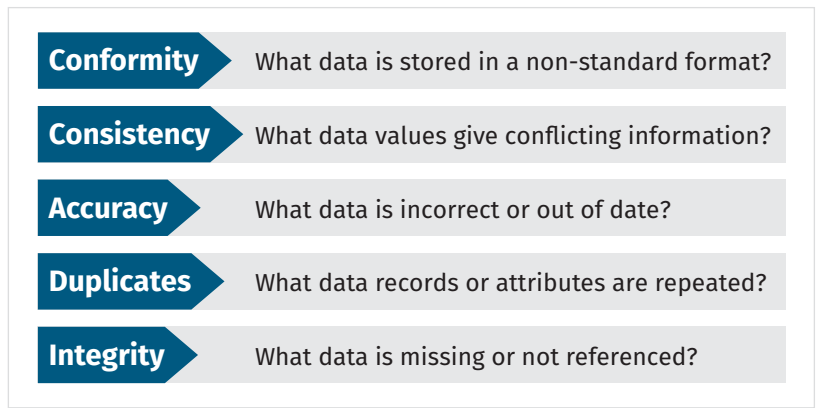 Conformity What data is stored in a non-standard format?
Consistency What data values give conflicting information?
Accuracy What data is incorrect or out of date?
Duplicates What data records or attributes are repeated?
Integrity What data is missing or not referenced?